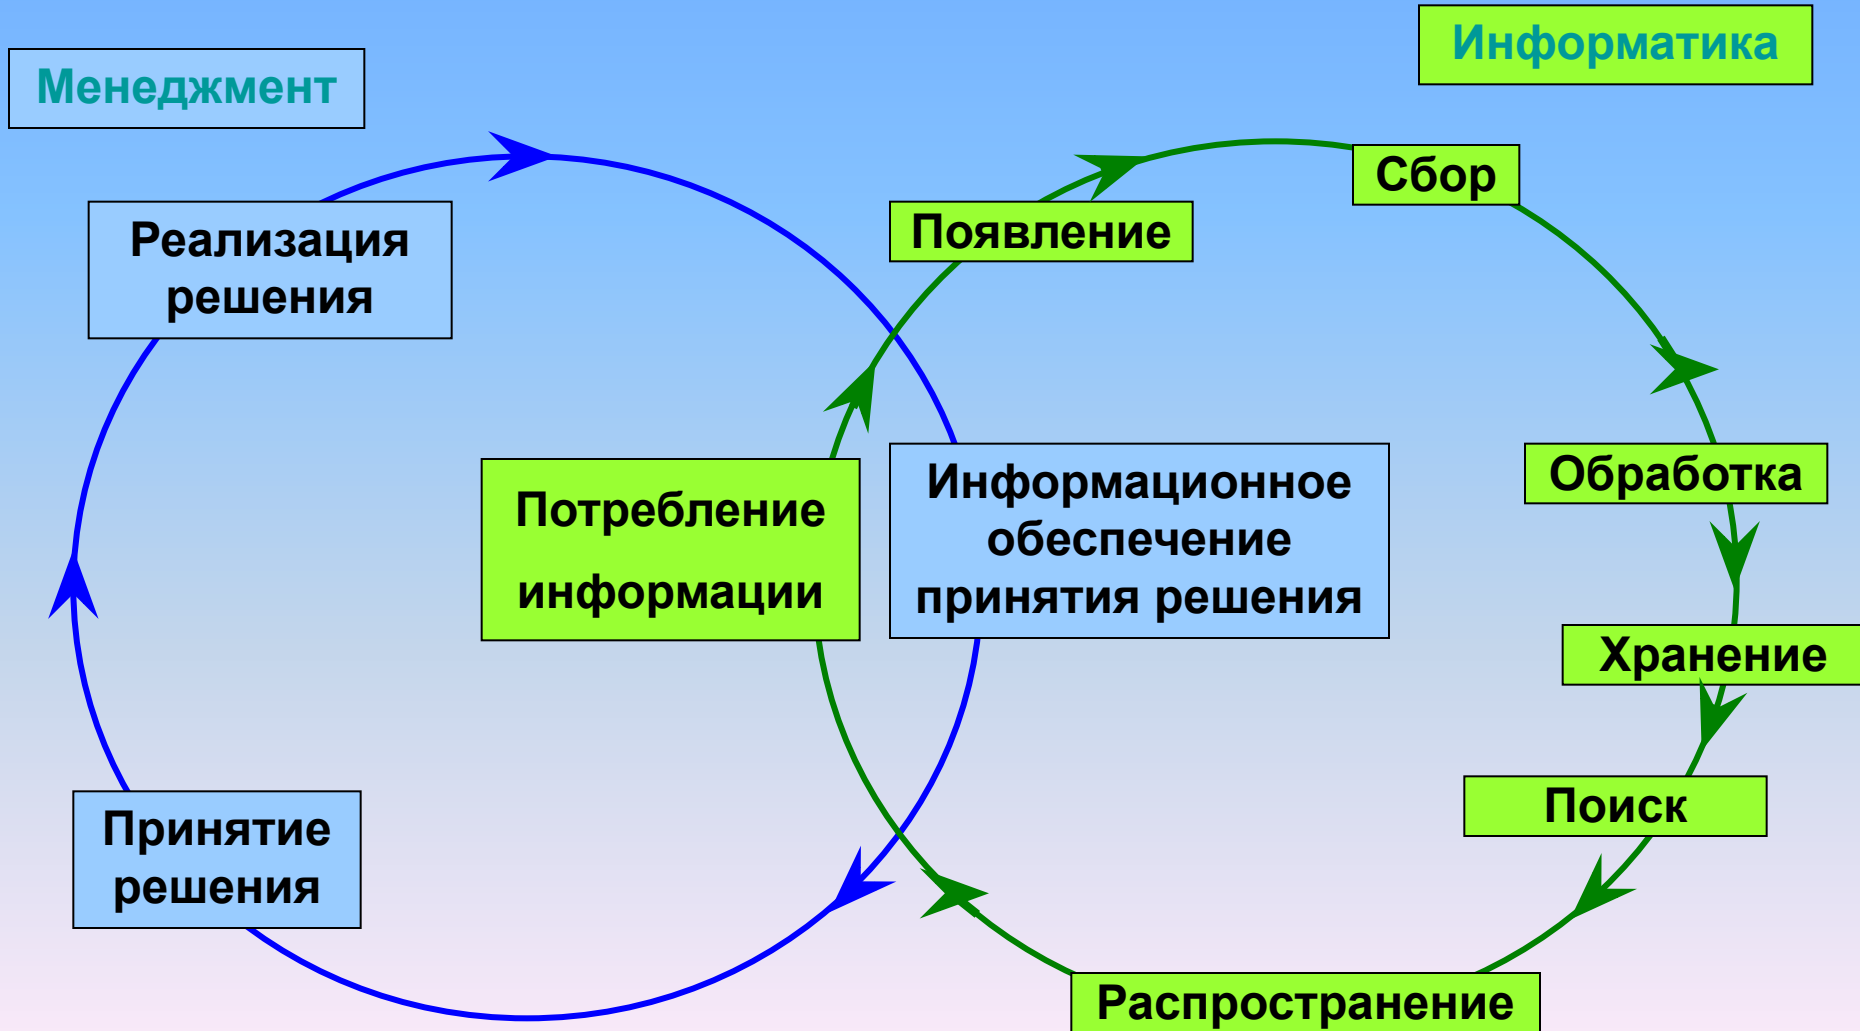 Менеджмент
Информатика
Реализация
решения
Появление
Сбор
Потребление
информации
Информационное
обеспечение
принятия решения
Обработка
Хранение
Поиск
Принятие
решения
Распространение